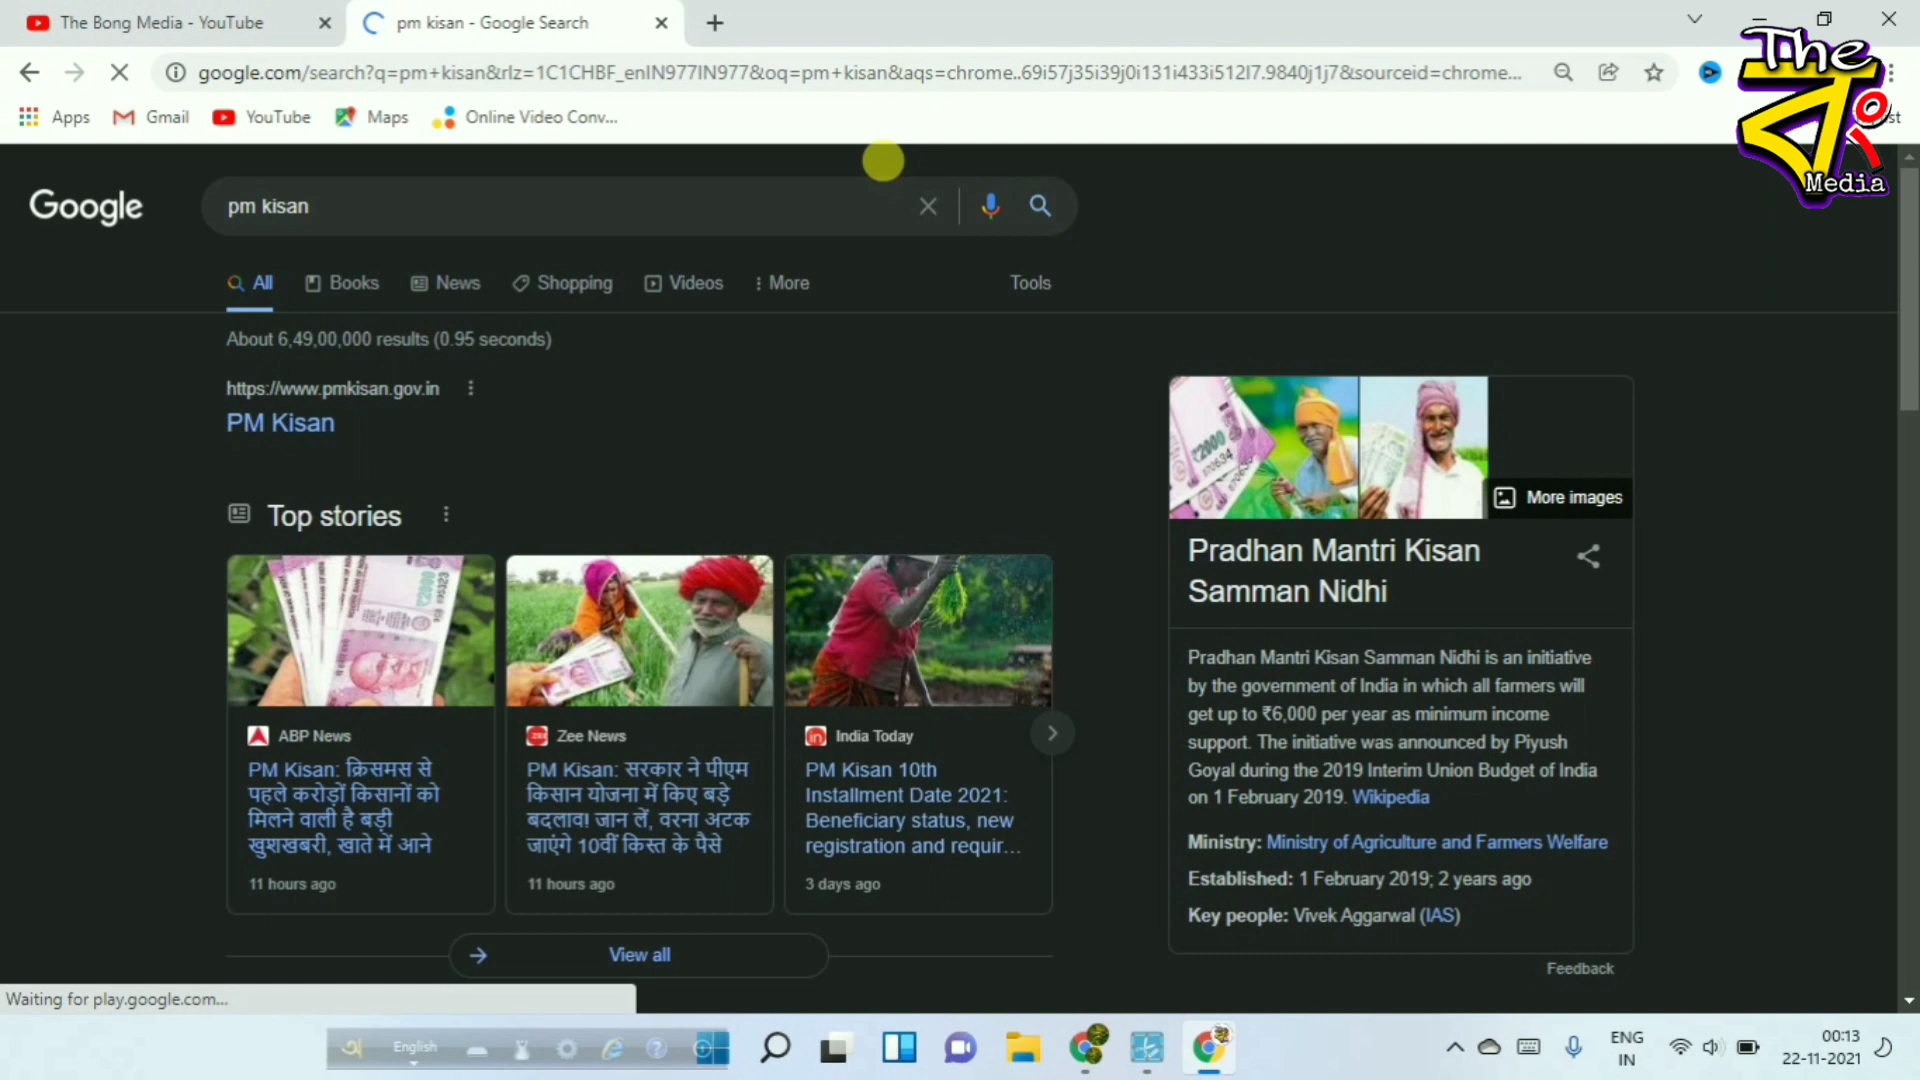 The Bong Media - YouTube
pm kisan - Google Search
google.com/search?q=pm+kisan&rlz=1C1CHBF_enIN977IN977&oq=pm+kisan&aqs=chrome..69i57j35i39j0i131i433i512l7.9840j1j7&sourceid=chrome...
Apps
Gmail
YouTube
Maps
Online Video Conv...
The
বং
Media
Google
pm kisan
All
Books
News
Shopping
Videos
More
Tools
About 6,49,00,000 results (0.95 seconds)
https://www.pmkisan.gov.in
PM Kisan
Top stories
ABP News
PM Kisan: क्रिसमस से
पहले करोड़ों किसानों को
मिलने वाली है बड़ी
खुशखबरी, खाते में आने
11 hours ago
Zee News
PM Kisan: सरकार ने पीएम
किसान योजना में किए बड़े
बदलाव! जान लें, वरना अटक
जाएंगे 10वीं किस्त के पैसे
11 hours ago
India Today
PM Kisan 10th
Installment Date 2021:
Beneficiary status, new
registration and requir...
3 days ago
View all
More images
Pradhan Mantri Kisan
Samman Nidhi
Pradhan Mantri Kisan Samman Nidhi is an initiative
by the government of India in which all farmers will
get up to ₹6,000 per year as minimum income
support. The initiative was announced by Piyush
Goyal during the 2019 Interim Union Budget of India
on 1 February 2019. Wikipedia
Ministry: Ministry of Agriculture and Farmers Welfare
Established: 1 February 2019; 2 years ago
Key people: Vivek Aggarwal (IAS)
Feedback
Waiting for play.google.com...
English
ENG
IN
00:13
22-11-2021